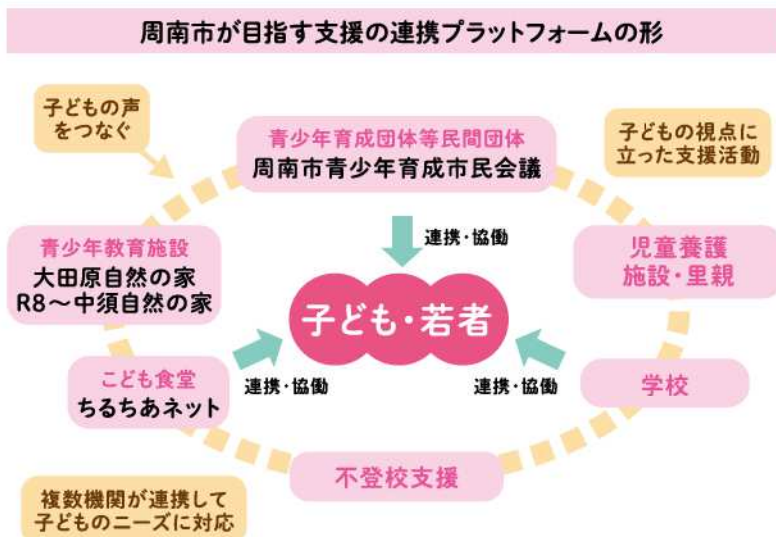 周南市が目指す支援の連携プラットフォームの形
子どもの声
をつなぐ
青少年育成団体等民間団体
周南市青少年育成市民会議
子どもの視点に
立った支援活動
青少年教育施設
大田原自然の家
R8～中須自然の家
連携・協働
児童養護
施設・里親
子ども・若者
こども食堂
ちるちあネット
連携・協働
連携・協働
学校
不登校支援
複数機関が連携して
子どものニーズに対応